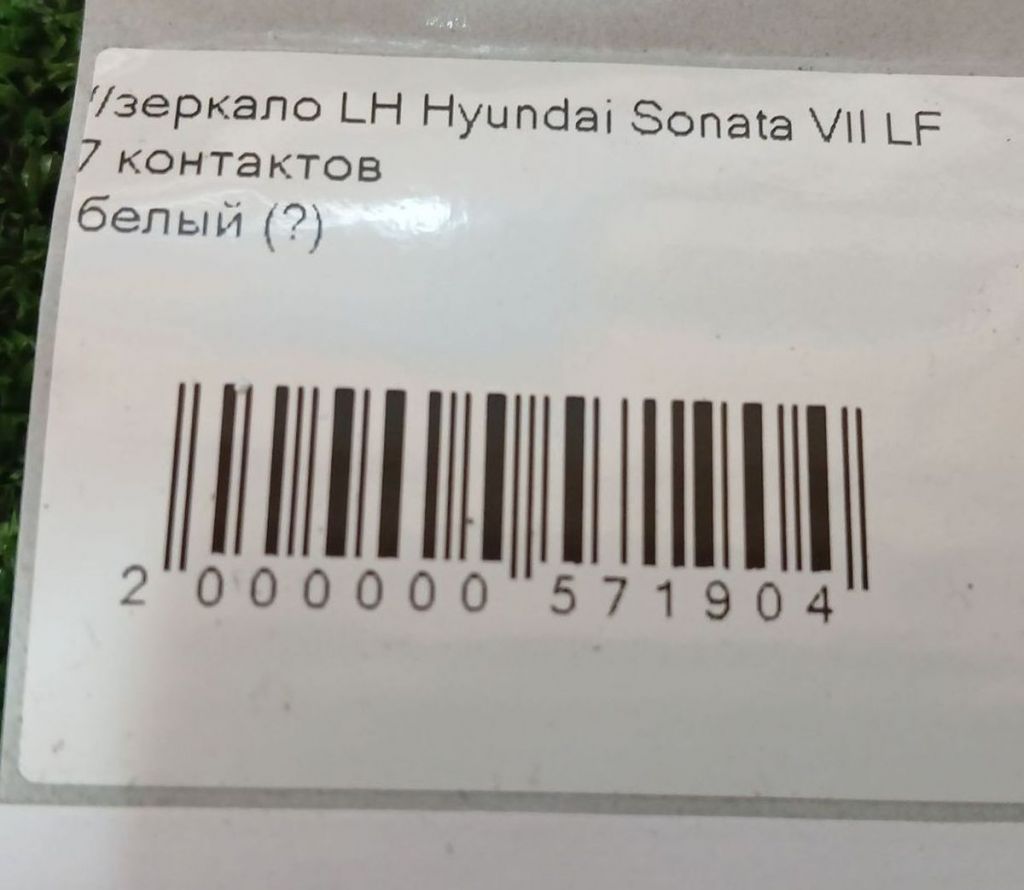 /зеркало LH Hyundai Sonata VII LF
7 контактов
белый (?)
2 000000 571904